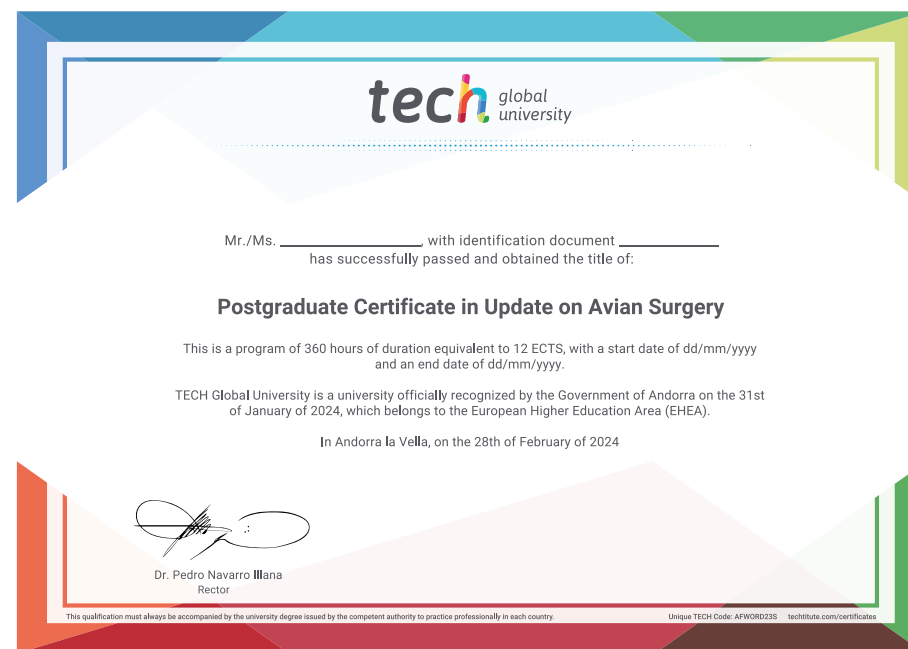 tech global university
Mr./Ms. ____________________, with identification document ______________
has successfully passed and obtained the title of:
Postgraduate Certificate in Update on Avian Surgery
This is a program of 360 hours of duration equivalent to 12 ECTS, with a start date of dd/mm/yyyy
and an end date of dd/mm/yyyy.
TECH Global University is a university officially recognized by the Government of Andorra on the 31st
of January of 2024, which belongs to the European Higher Education Area (EHEA).
In Andorra la Vella, on the 28th of February of 2024
Dr. Pedro Navarro Illana
Rector
This qualification must always be accompanied by the university degree issued by the competent authority to practice professionally in each country. Unique TECH Code: AFWORD23S techtitute.com/certificates